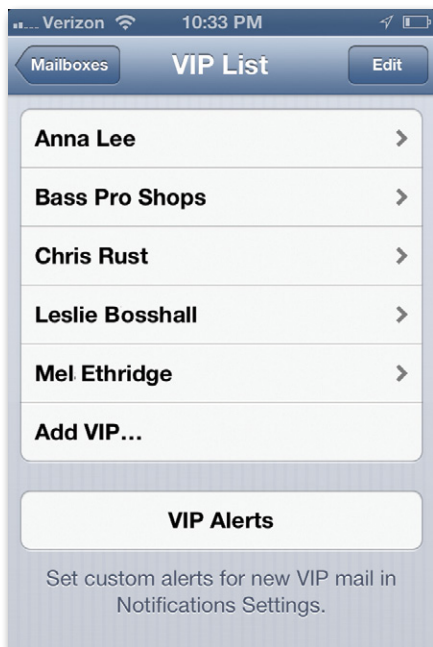 Verizon 10:33 PM
Mailboxes VIP List Edit
Anna Lee
Bass Pro Shops
Chris Rust
Leslie Bosshall
Mel Ethridge
Add VIP...
VIP Alerts
Set custom alerts for new VIP mail in
Notifications Settings.